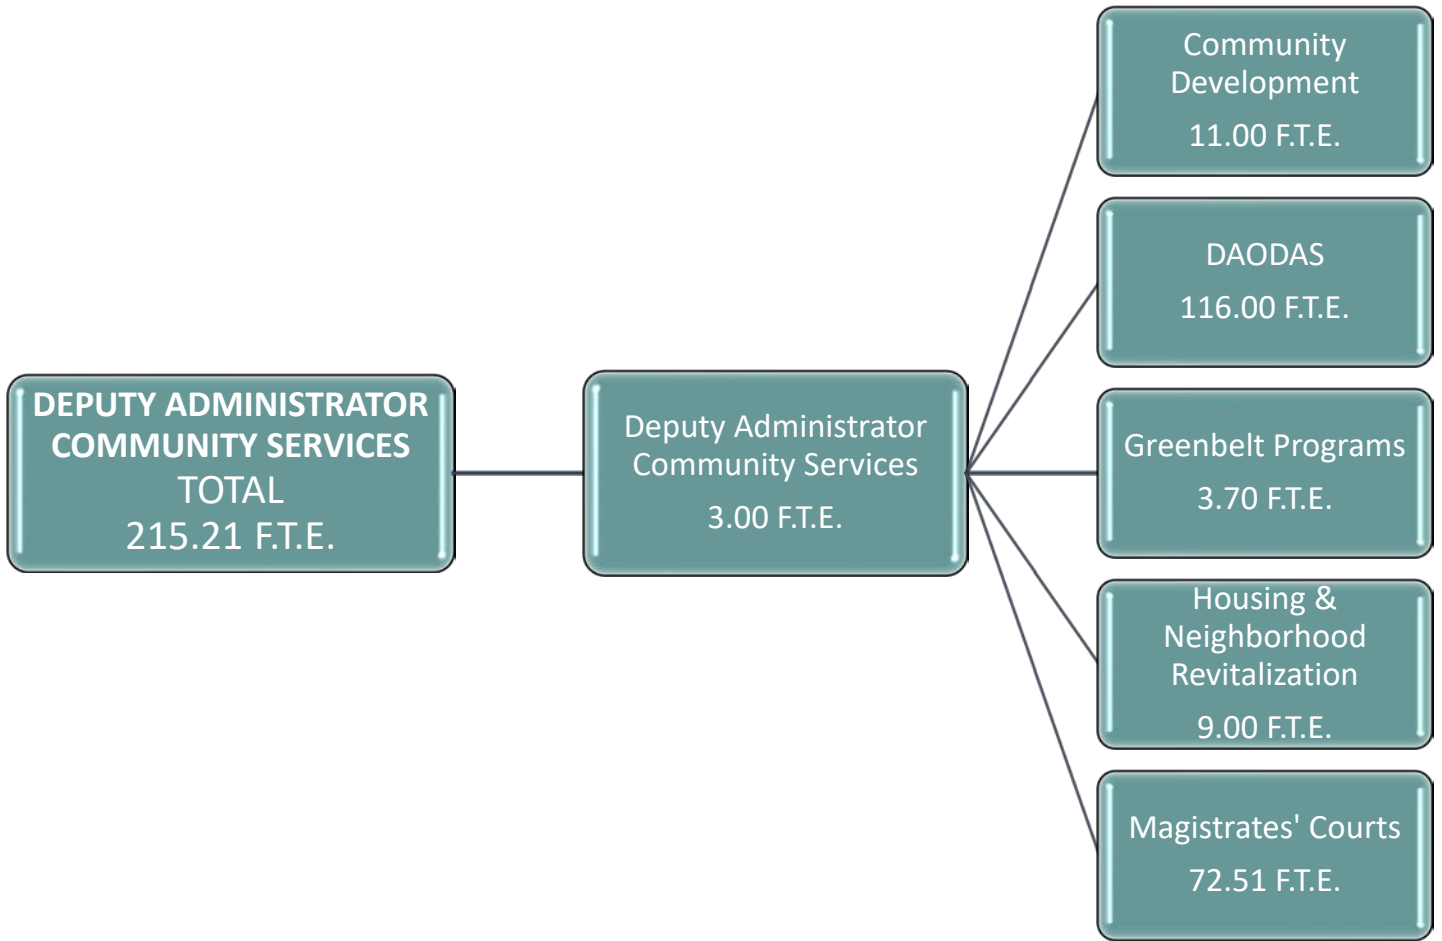 DEPUTY ADMINISTRATOR
COMMUNITY SERVICES
TOTAL
215.21 F.T.E.
Deputy Administrator
Community Services
3.00 F.T.E.
Community
Development
11.00 F.T.E.
DAODAS
116.00 F.T.E.
Greenbelt Programs
3.70 F.T.E.
Housing &
Neighborhood
Revitalization
9.00 F.T.E.
Magistrates' Courts
72.51 F.T.E.